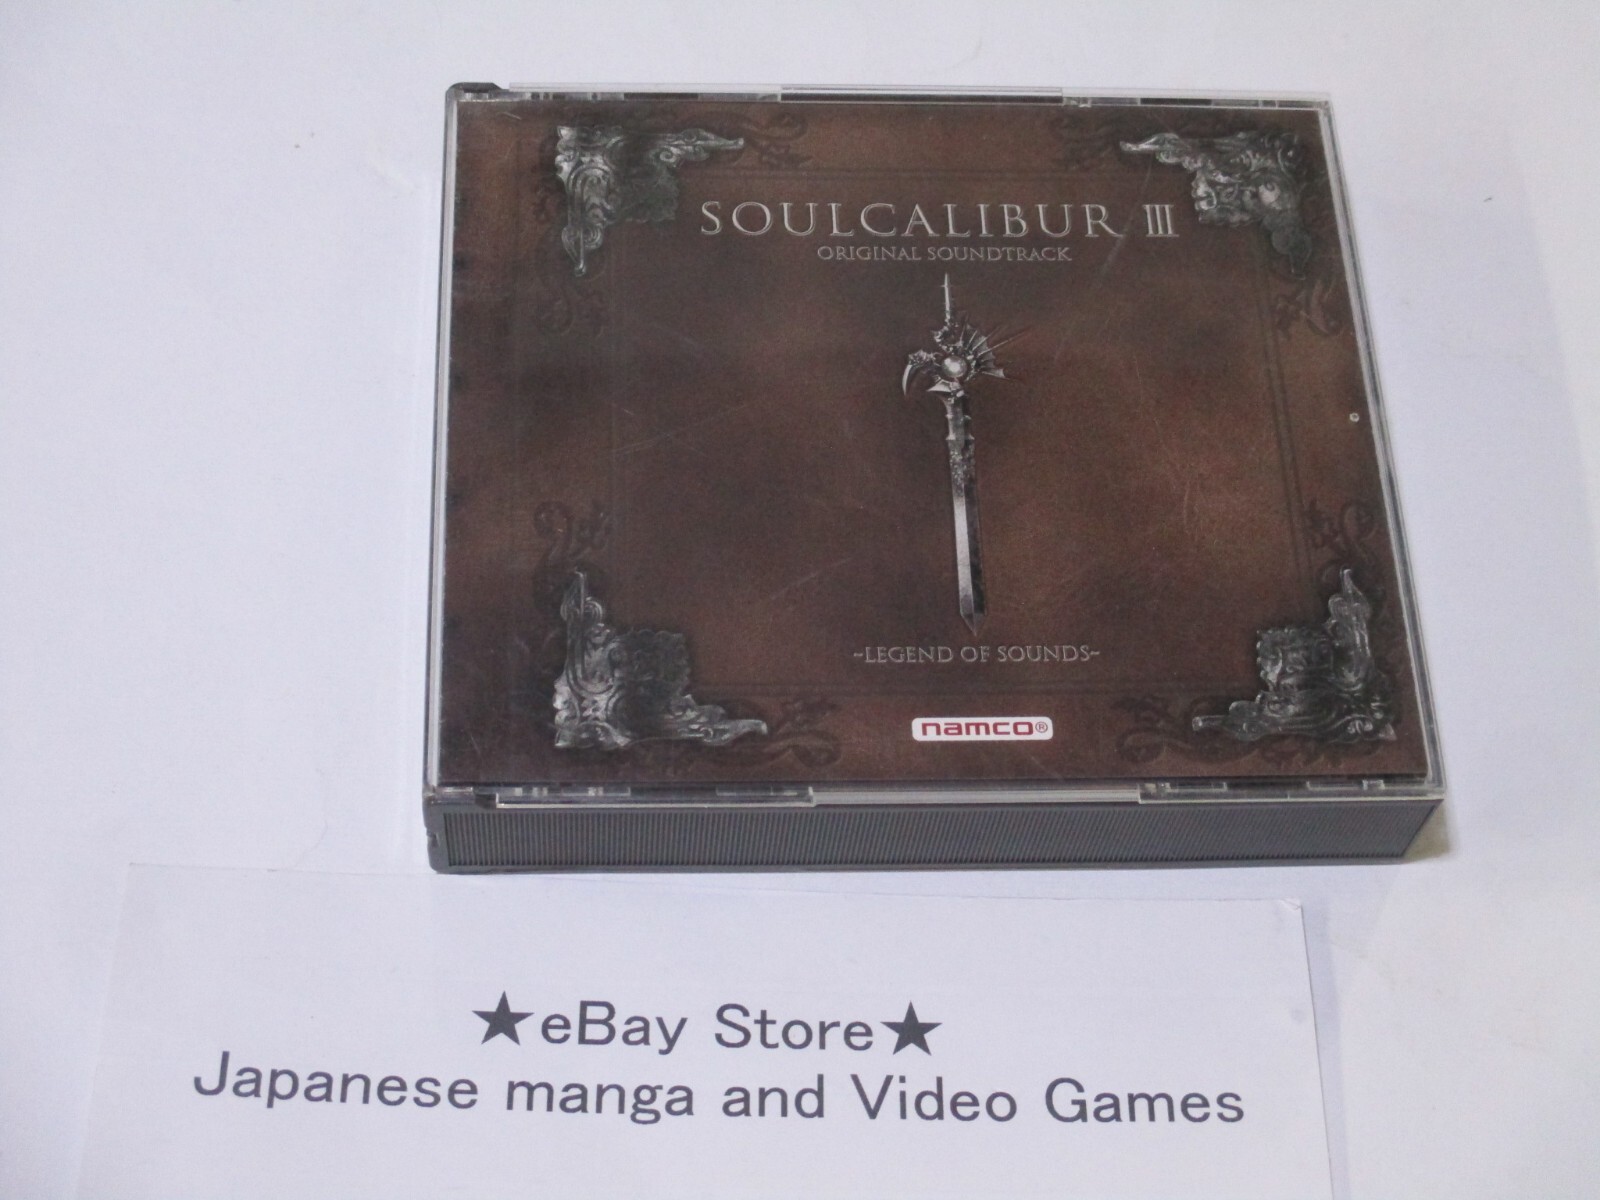 SOULCALIBUR III
ORIGINAL SOUNDTRACK
~LEGEND OF SOUNDS~
namco®
★eBay Store★
Japanese manga and Video Games